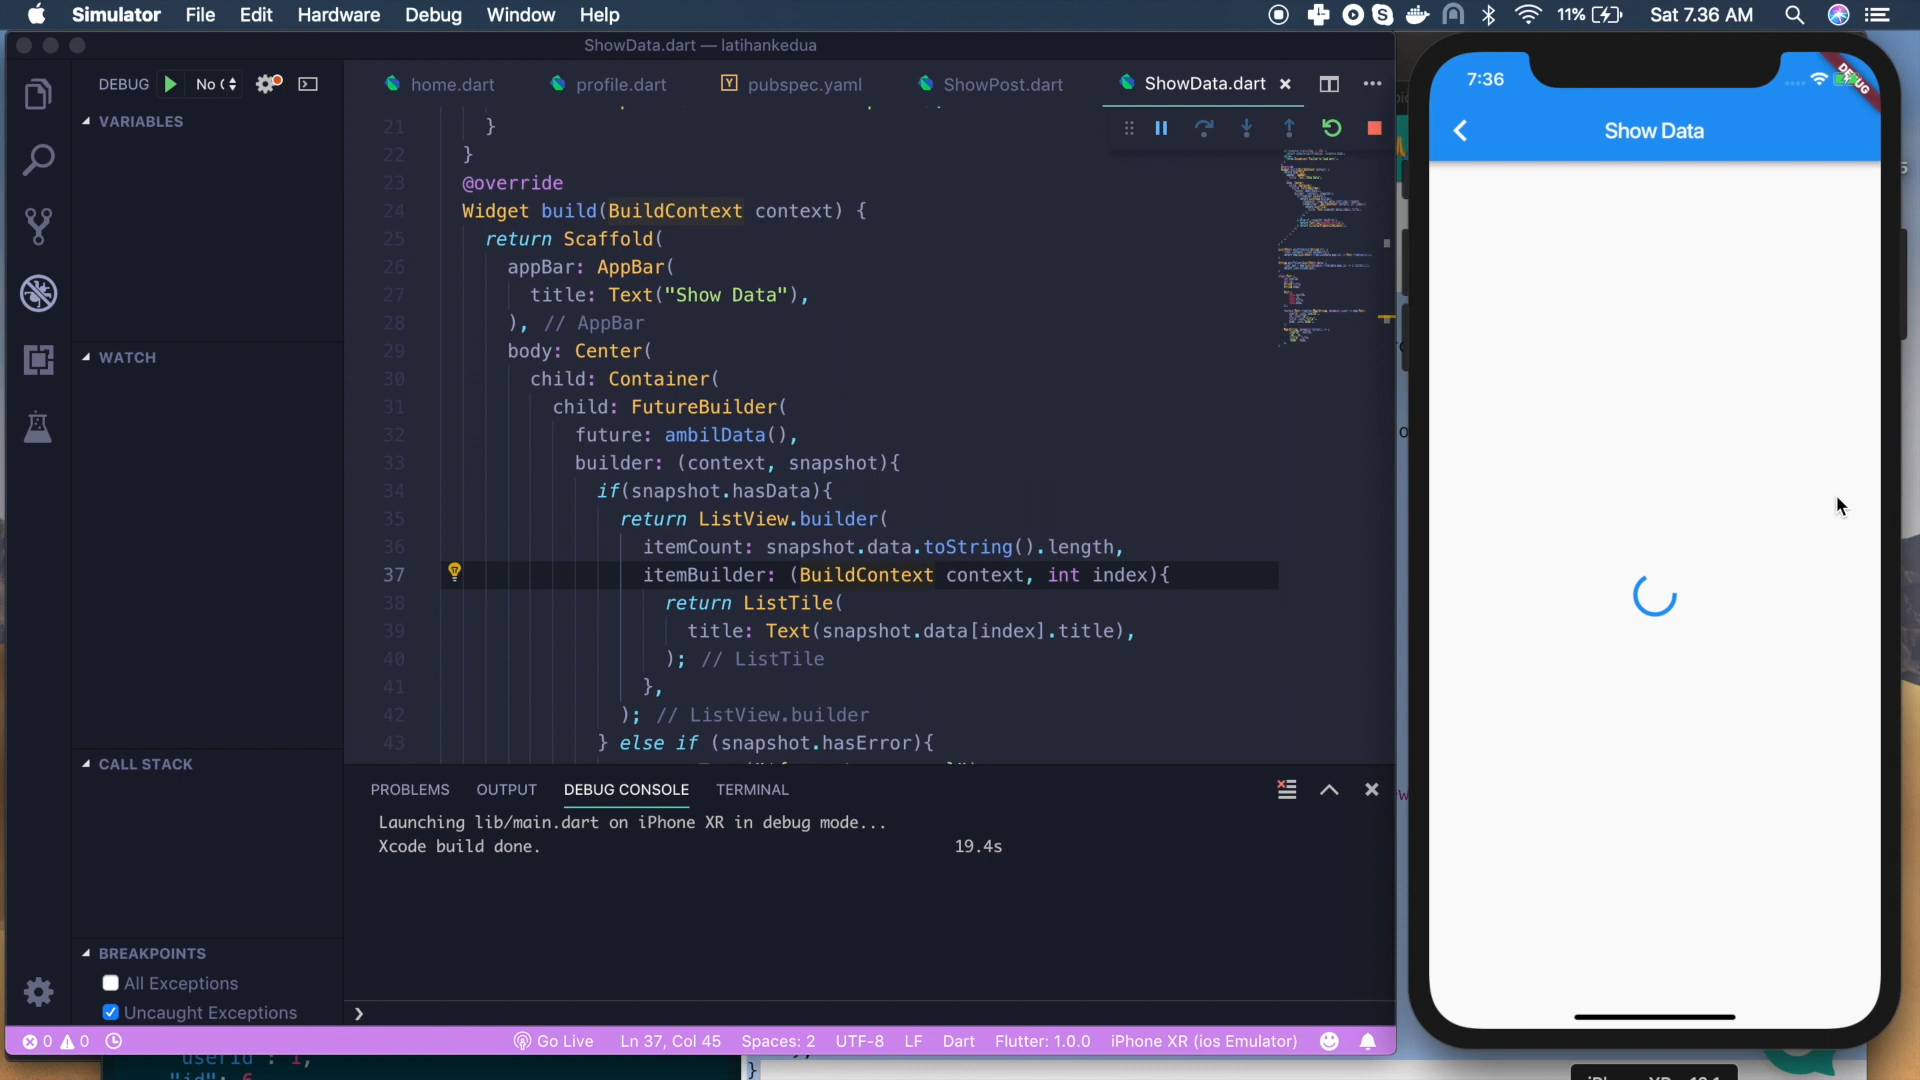 Simulator File Edit Hardware Debug Window Help 11% Sat 7.36 AM
ShowData.dart — latihankedua
DEBUG No C home.dart profile.dart pubspec.yaml ShowPost.dart ShowData.dart
VARIABLES
WATCH
CALL STACK
BREAKPOINTS
All Exceptions
Uncaught Exceptions
21 }
22 }
23 @override
24 Widget build(BuildContext context) {
25 return Scaffold(
26 appBar: AppBar(
27 title: Text("Show Data"),
28 ), // AppBar
29 body: Center(
30 child: Container(
31 child: FutureBuilder(
32 future: ambilData(),
33 builder: (context, snapshot){
34 if(snapshot.hasData){
35 return ListView.builder(
36 itemCount: snapshot.data.toString().length,
37 itemBuilder: (BuildContext context, int index){
38 return ListTile(
39 title: Text(snapshot.data[index].title),
40 ); // ListTile
41 },
42 ); // ListView.builder
43 } else if (snapshot.hasError){
PROBLEMS OUTPUT DEBUG CONSOLE TERMINAL
Launching lib/main.dart on iPhone XR in debug mode...
Xcode build done. 19.4s
0 0 Go Live Ln 37, Col 45 Spaces: 2 UTF-8 LF Dart Flutter: 1.0.0 iPhone XR (ios Emulator)
7:36
DEBUG
Show Data